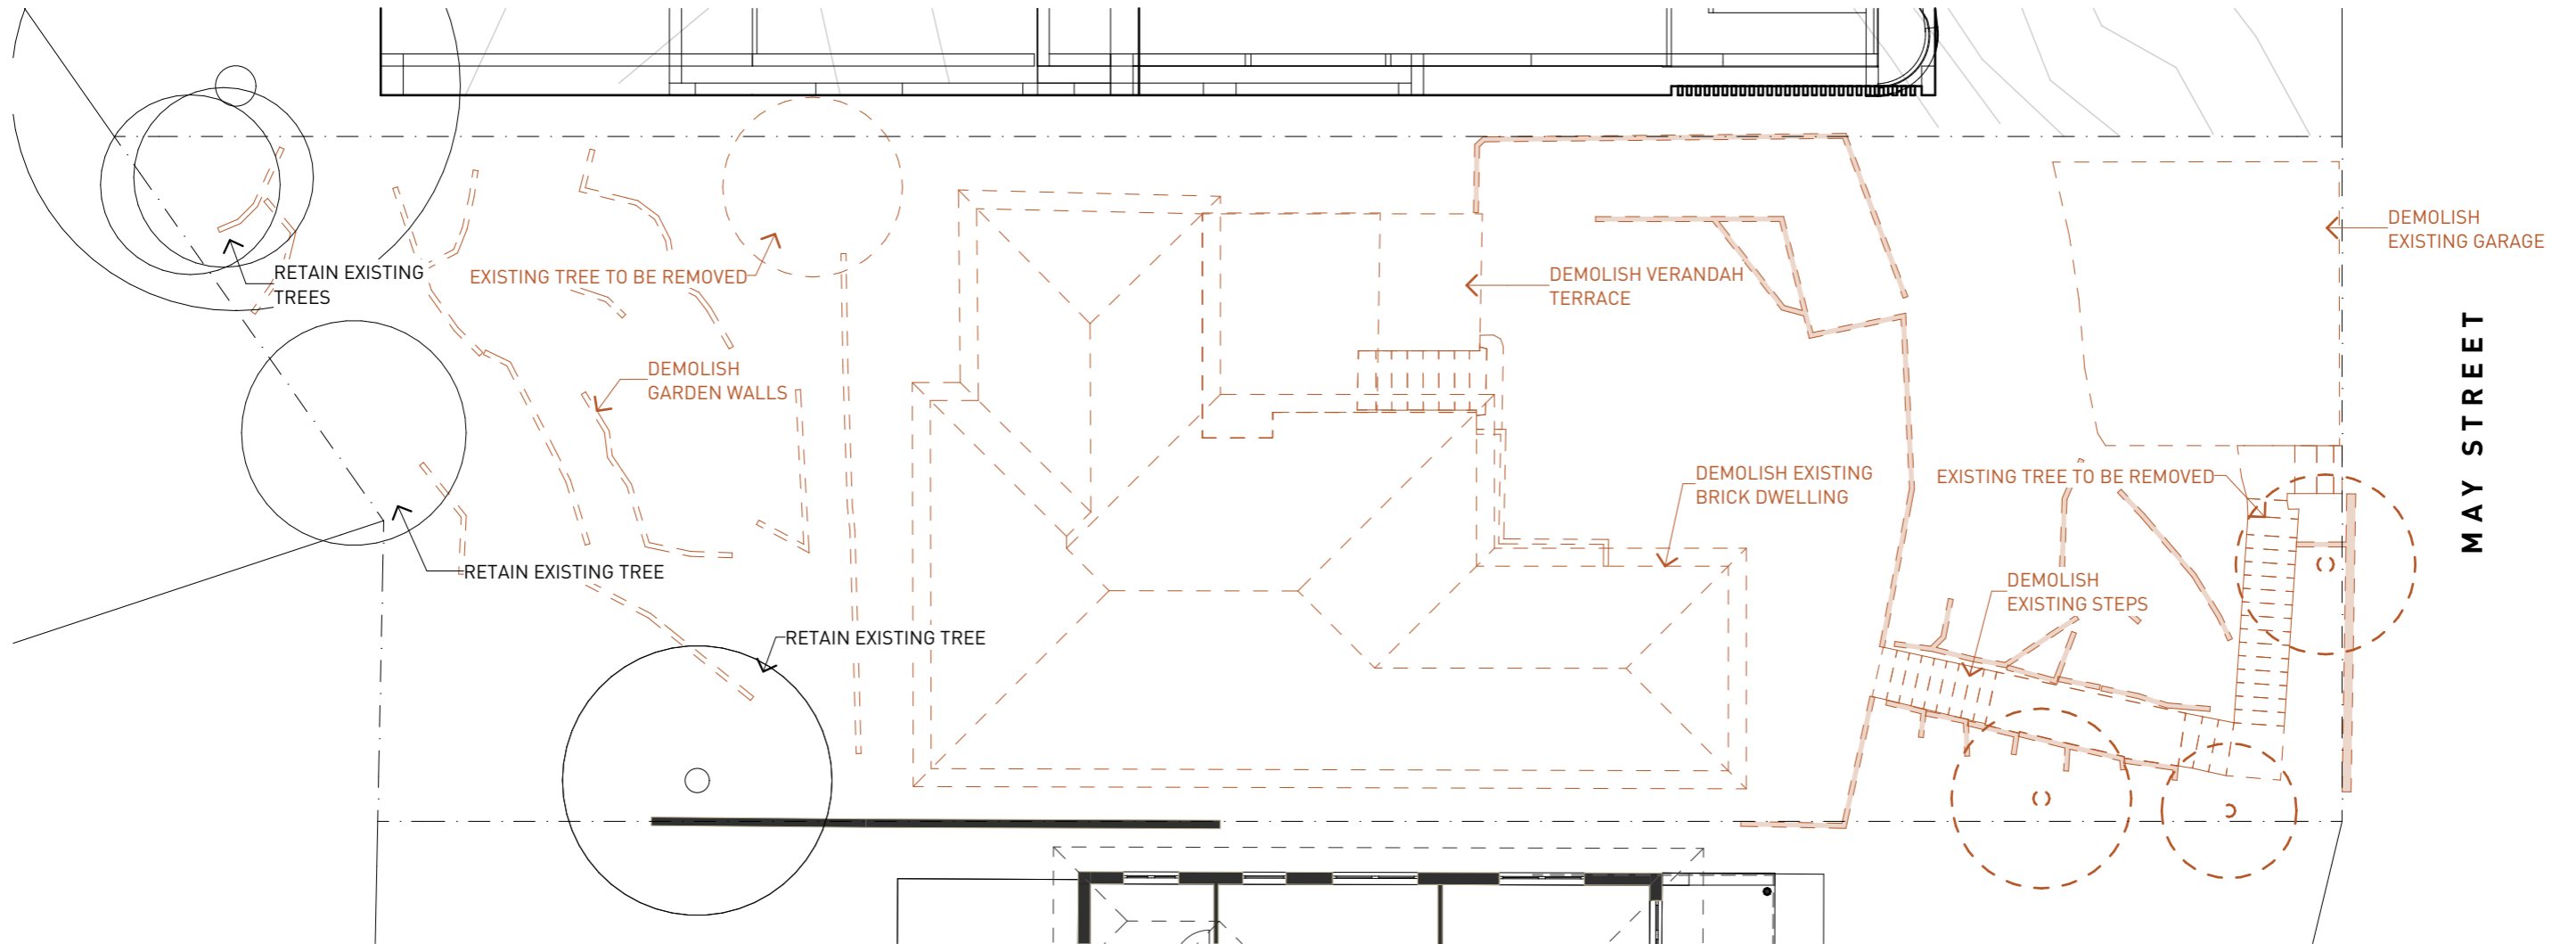 RETAIN EXISTING
TREES
EXISTING TREE TO BE REMOVED
DEMOLISH VERANDAH
TERRACE
DEMOLISH
EXISTING GARAGE
DEMOLISH
GARDEN WALLS
MAY STREET
DEMOLISH EXISTING
BRICK DWELLING
EXISTING TREE TO BE REMOVED
RETAIN EXISTING TREE
DEMOLISH
EXISTING STEPS
RETAIN EXISTING TREE